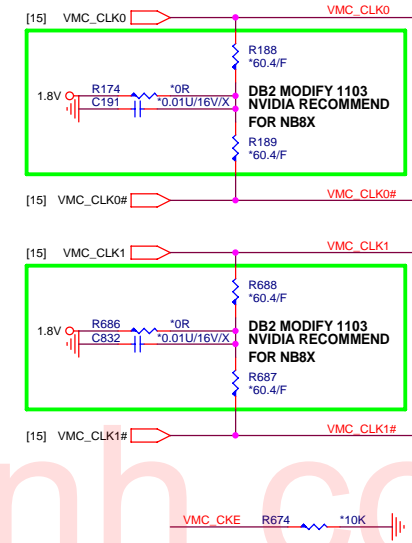 [15] VMC_CLK0 VMC_CLK0
R188
*60.4/F
1.8V R174 *0R
C191 *0.01U/16V/X
DB2 MODIFY 1103
NVIDIA RECOMMEND
FOR NB8X
R189
*60.4/F
[15] VMC_CLK0# VMC_CLK0#
[15] VMC_CLK1 VMC_CLK1
R688
*60.4/F
1.8V R686 *0R
C832 *0.01U/16V/X
DB2 MODIFY 1103
NVIDIA RECOMMEND
FOR NB8X
R687
*60.4/F
[15] VMC_CLK1# VMC_CLK1#
nh.co
VMC_CKE R674 *10K